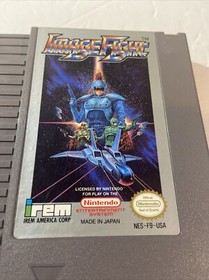 IMAGE FIGHT
TM
LICENSED BY NINTENDO
FOR PLAY ON THE
Nintendo
ENTERTAINMENT
SYSTEM
MADE IN JAPAN
irem
IREM AMERICA CORP
Nintendo
NES-F9-USA